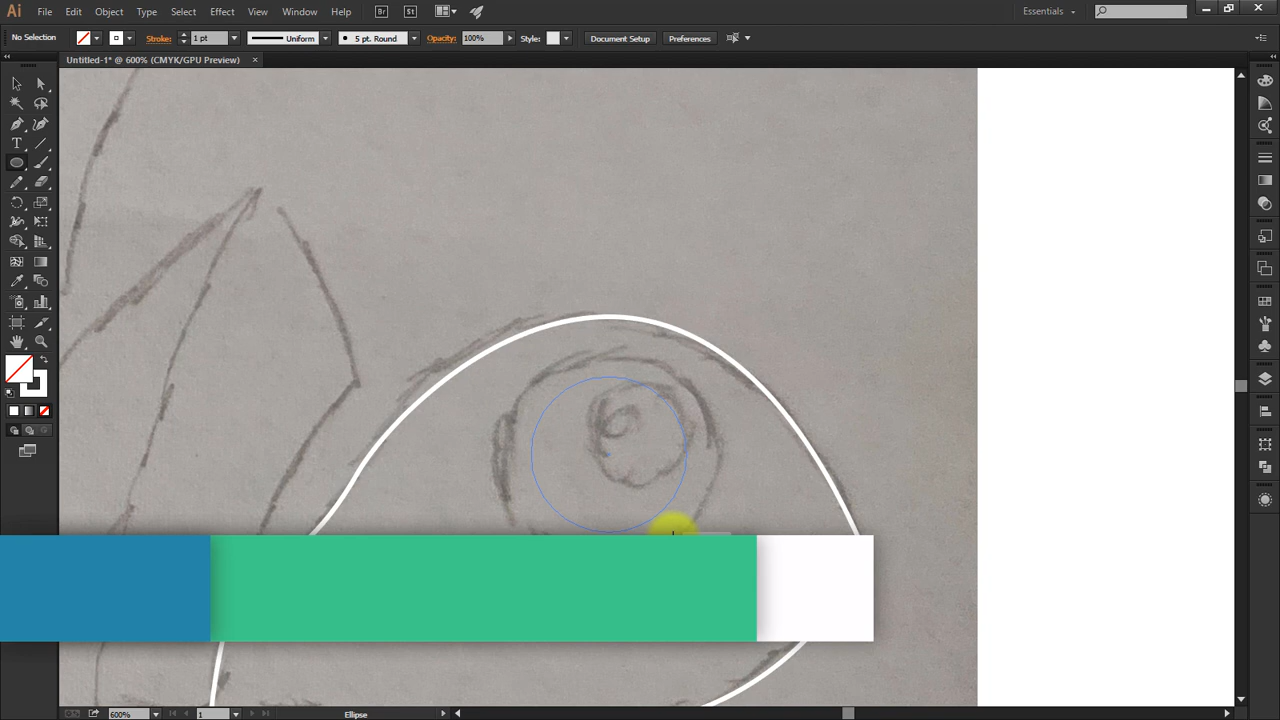 Ai File Edit Object Type Select Effect View Window Help Br St Essentials
No Selection Stroke: 1 pt Uniform 5 pt. Round Opacity: 100% Style: Document Setup Preferences
Untitled-1* @ 600% (CMYK/GPU Preview) ×
T
600% 1 Ellipse